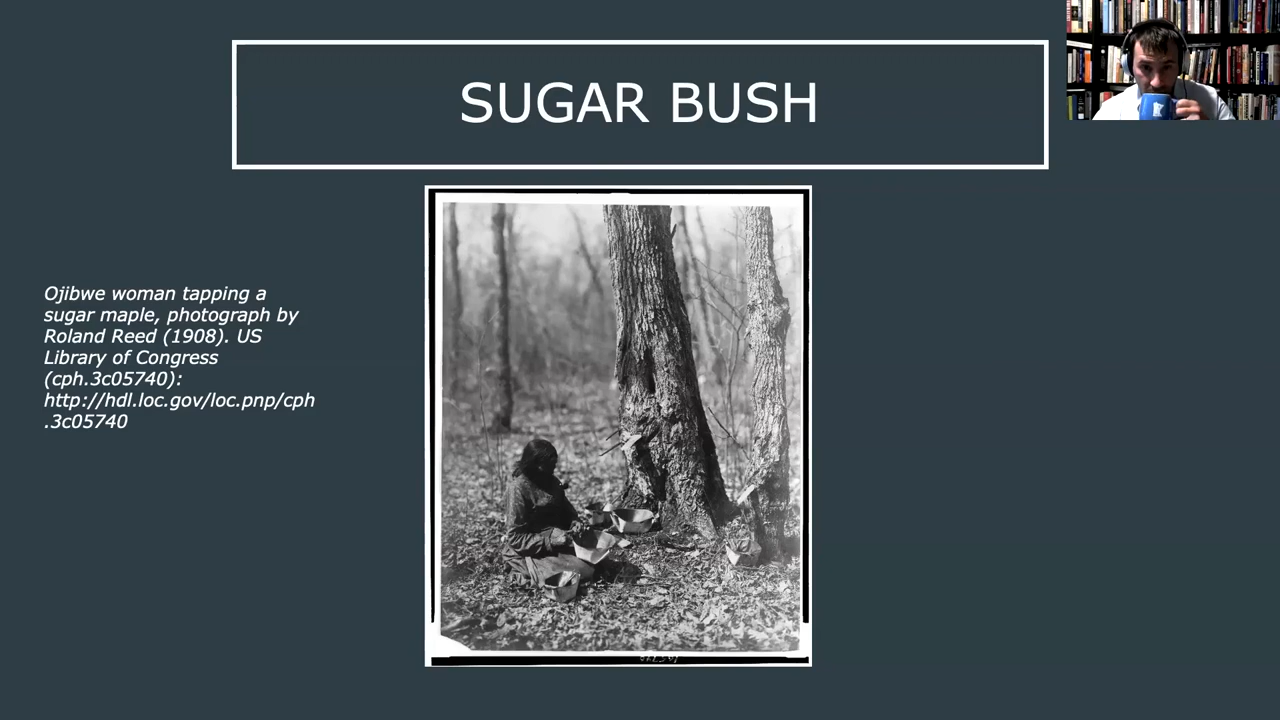 SUGAR BUSH
Ojibwe woman tapping a
sugar maple, photograph by
Roland Reed (1908). US
Library of Congress
(cph.3c05740):
http://hdl.loc.gov/loc.pnp/cph
.3c05740